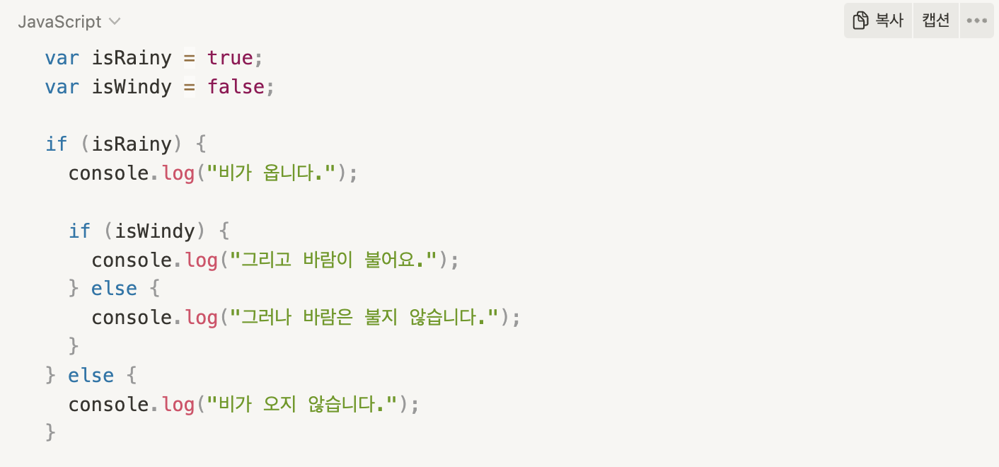 JavaScript
복사 캡션
var isRainy = true;
var isWindy = false;
if (isRainy) {
  console.log("비가 옵니다.");
  if (isWindy) {
    console.log("그리고 바람이 불어요.");
  } else {
    console.log("그러나 바람은 불지 않습니다.");
  }
} else {
  console.log("비가 오지 않습니다.");
}